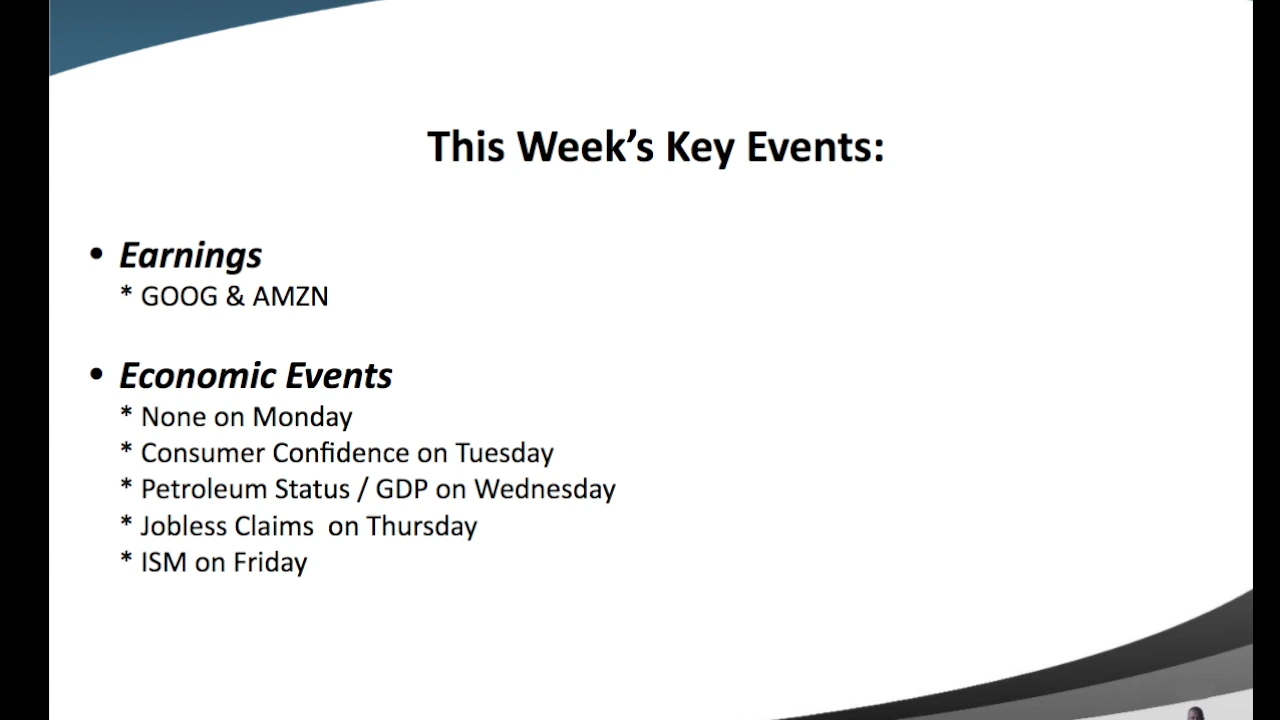 This Week’s Key Events:
• Earnings
* GOOG & AMZN
• Economic Events
* None on Monday
* Consumer Confidence on Tuesday
* Petroleum Status / GDP on Wednesday
* Jobless Claims  on Thursday
* ISM on Friday